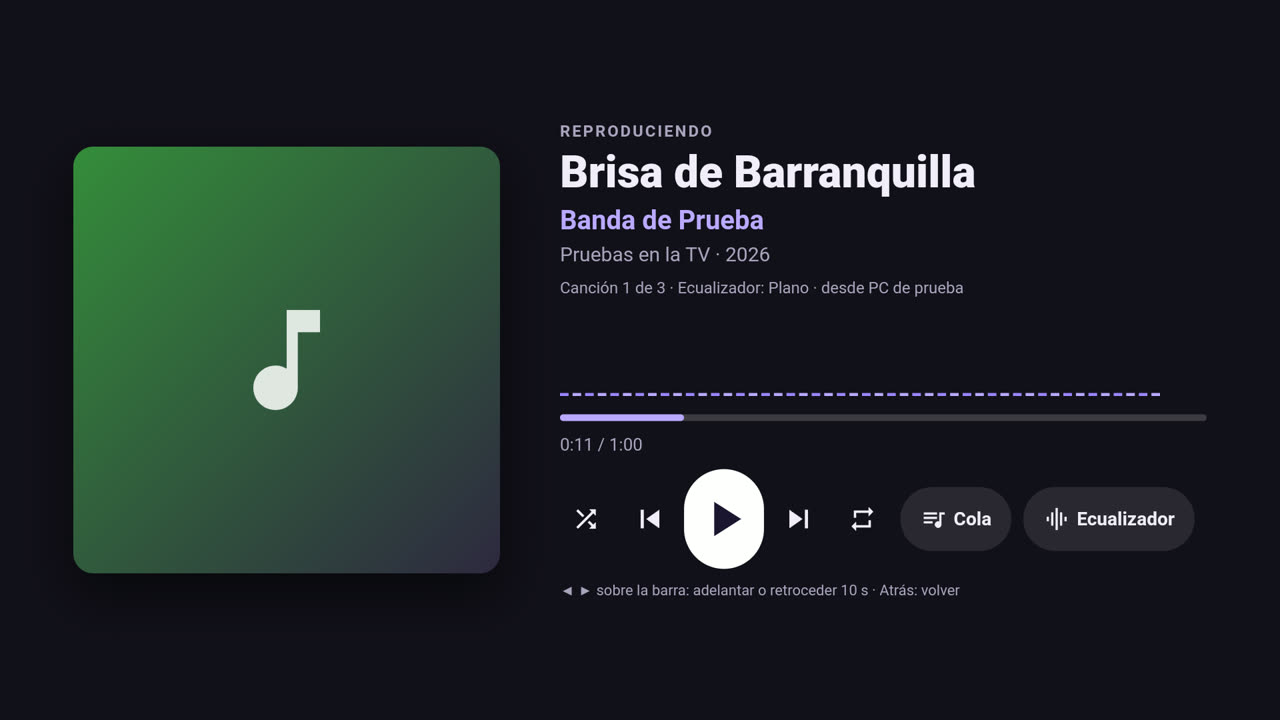 REPRODUCIENDO
Brisa de Barranquilla
Banda de Prueba
Pruebas en la TV · 2026
Canción 1 de 3 · Ecualizador: Plano · desde PC de prueba
0:11 / 1:00
Cola
Ecualizador
◄ ► sobre la barra: adelantar o retroceder 10 s · Atrás: volver